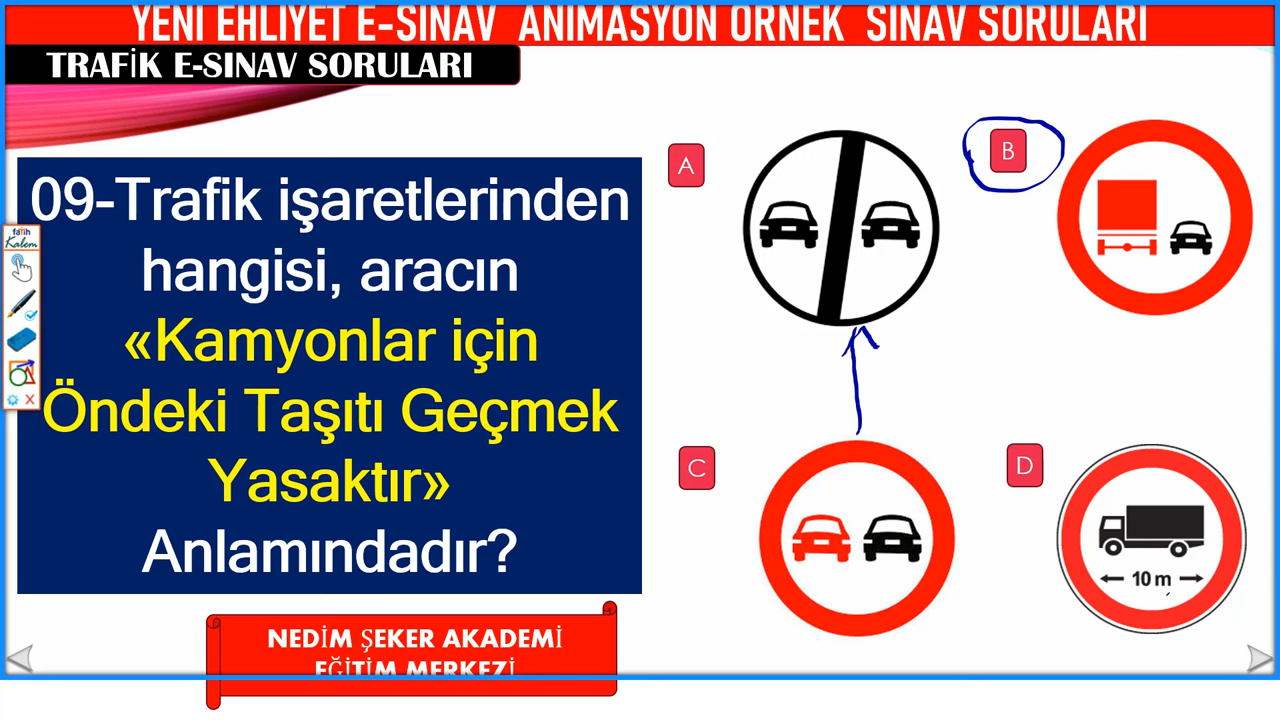 YENİ EHLİYET E-SINAV ANIMASYON ÖRNEK SINAV SORULARI
TRAFİK E-SINAV SORULARI
09-Trafik işaretlerinden
hangisi, aracın
«Kamyonlar için
Öndeki Taşıtı Geçmek
Yasaktır»
Anlamındadır?
fatih
Kalem
A
B
C
D
10 m
NEDİM ŞEKER AKADEMİ
EĞİTİM MERKEZİ